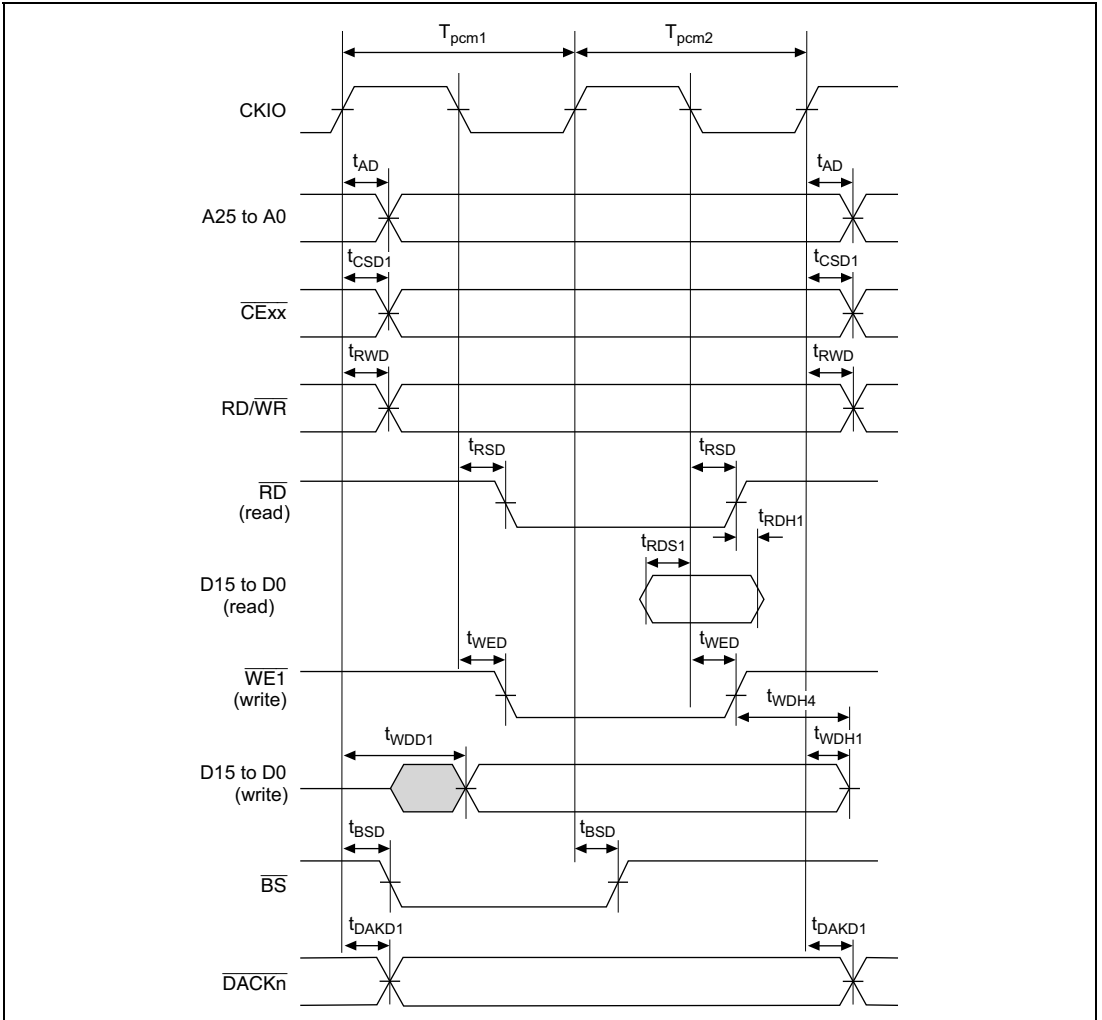 Tpcm1 Tpcm2
CKIO
tAD tAD
A25 to A0
tCSD1 tCSD1
CExx
tRWD tRWD
RD/WR
tRSD tRSD
RD
(read)
tRDH1
tRDS1
D15 to D0
(read)
tWED tWED
WE1
(write)
tWDH4
tWDD1 tWDH1
D15 to D0
(write)
tBSD tBSD
BS
tDAKD1 tDAKD1
DACKn